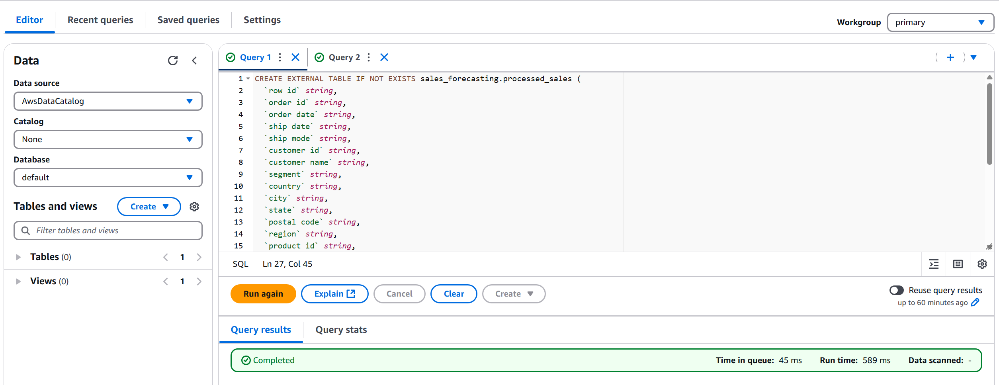 Editor
Recent queries
Saved queries
Settings
Workgroup
primary
Data
Data source
AwsDataCatalog
Catalog
None
Database
default
Tables and views
Create
Filter tables and views
Tables (0)
1
Views (0)
1
Query 1
Query 2
1 CREATE EXTERNAL TABLE IF NOT EXISTS sales_forecasting.processed_sales (
2 `row id` string,
3 `order id` string,
4 `order date` string,
5 `ship date` string,
6 `ship mode` string,
7 `customer id` string,
8 `customer name` string,
9 `segment` string,
10 `country` string,
11 `city` string,
12 `state` string,
13 `postal code` string,
14 `region` string,
15 `product id` string,
SQL Ln 27, Col 45
Run again
Explain
Cancel
Clear
Create
Reuse query results
up to 60 minutes ago
Query results
Query stats
Completed
Time in queue: 45 ms
Run time: 589 ms
Data scanned: -